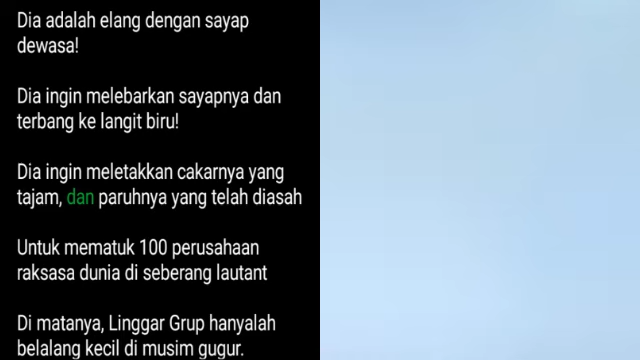 Dia adalah elang dengan sayap
dewasa!
Dia ingin melebarkan sayapnya dan
terbang ke langit biru!
Dia ingin meletakkan cakarnya yang
tajam, dan paruhnya yang telah diasah
Untuk mematuk 100 perusahaan
raksasa dunia di seberang lautant
Di matanya, Linggar Grup hanyalah
belalang kecil di musim gugur.